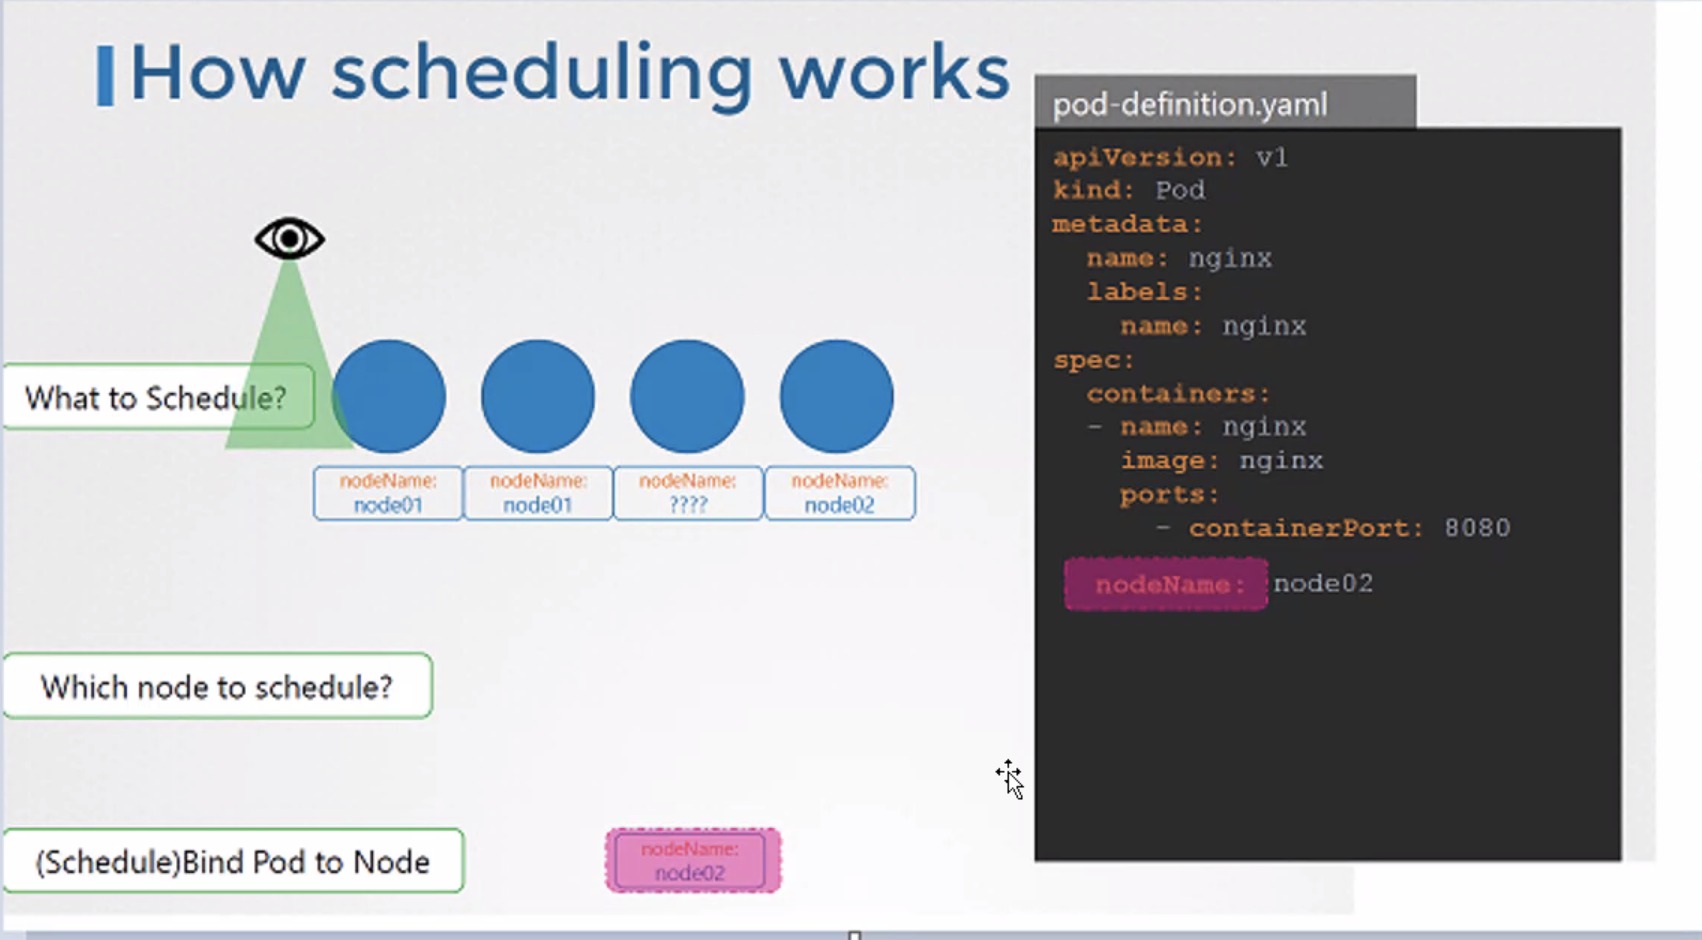 How scheduling works
pod-definition.yaml
apiVersion: v1
kind: Pod
metadata:
  name: nginx
  labels:
    name: nginx
spec:
  containers:
  - name: nginx
    image: nginx
    ports:
      - containerPort: 8080
  nodeName: node02
What to Schedule?
nodeName:
node01
nodeName:
node01
nodeName:
????
nodeName:
node02
Which node to schedule?
(Schedule)Bind Pod to Node
nodeName:
node02